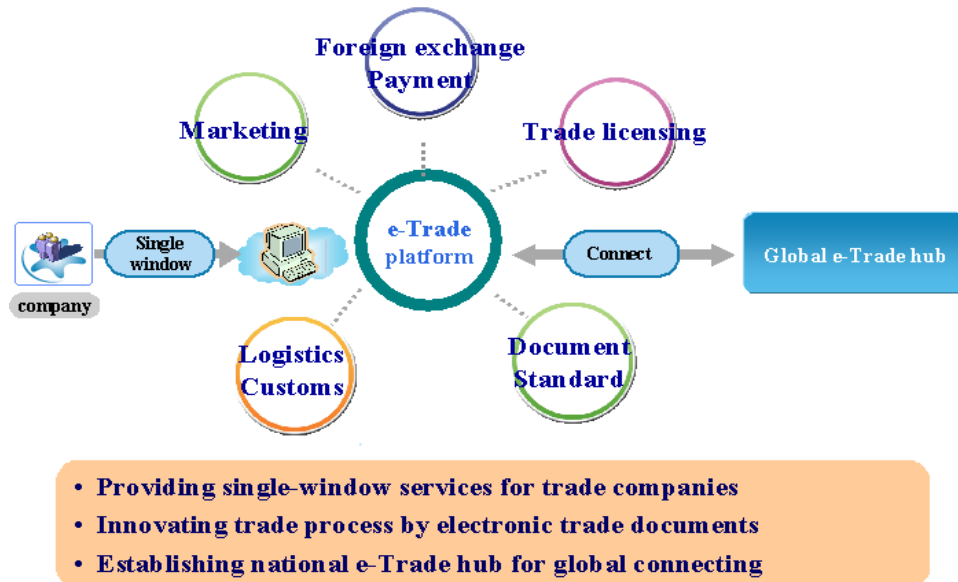 Foreign exchange
Payment
Marketing
Trade licensing
e-Trade
platform
Single
window
Connect
Global e-Trade hub
company
Logistics
Customs
Document
Standard
• Providing single-window services for trade companies
• Innovating trade process by electronic trade documents
• Establishing national e-Trade hub for global connecting